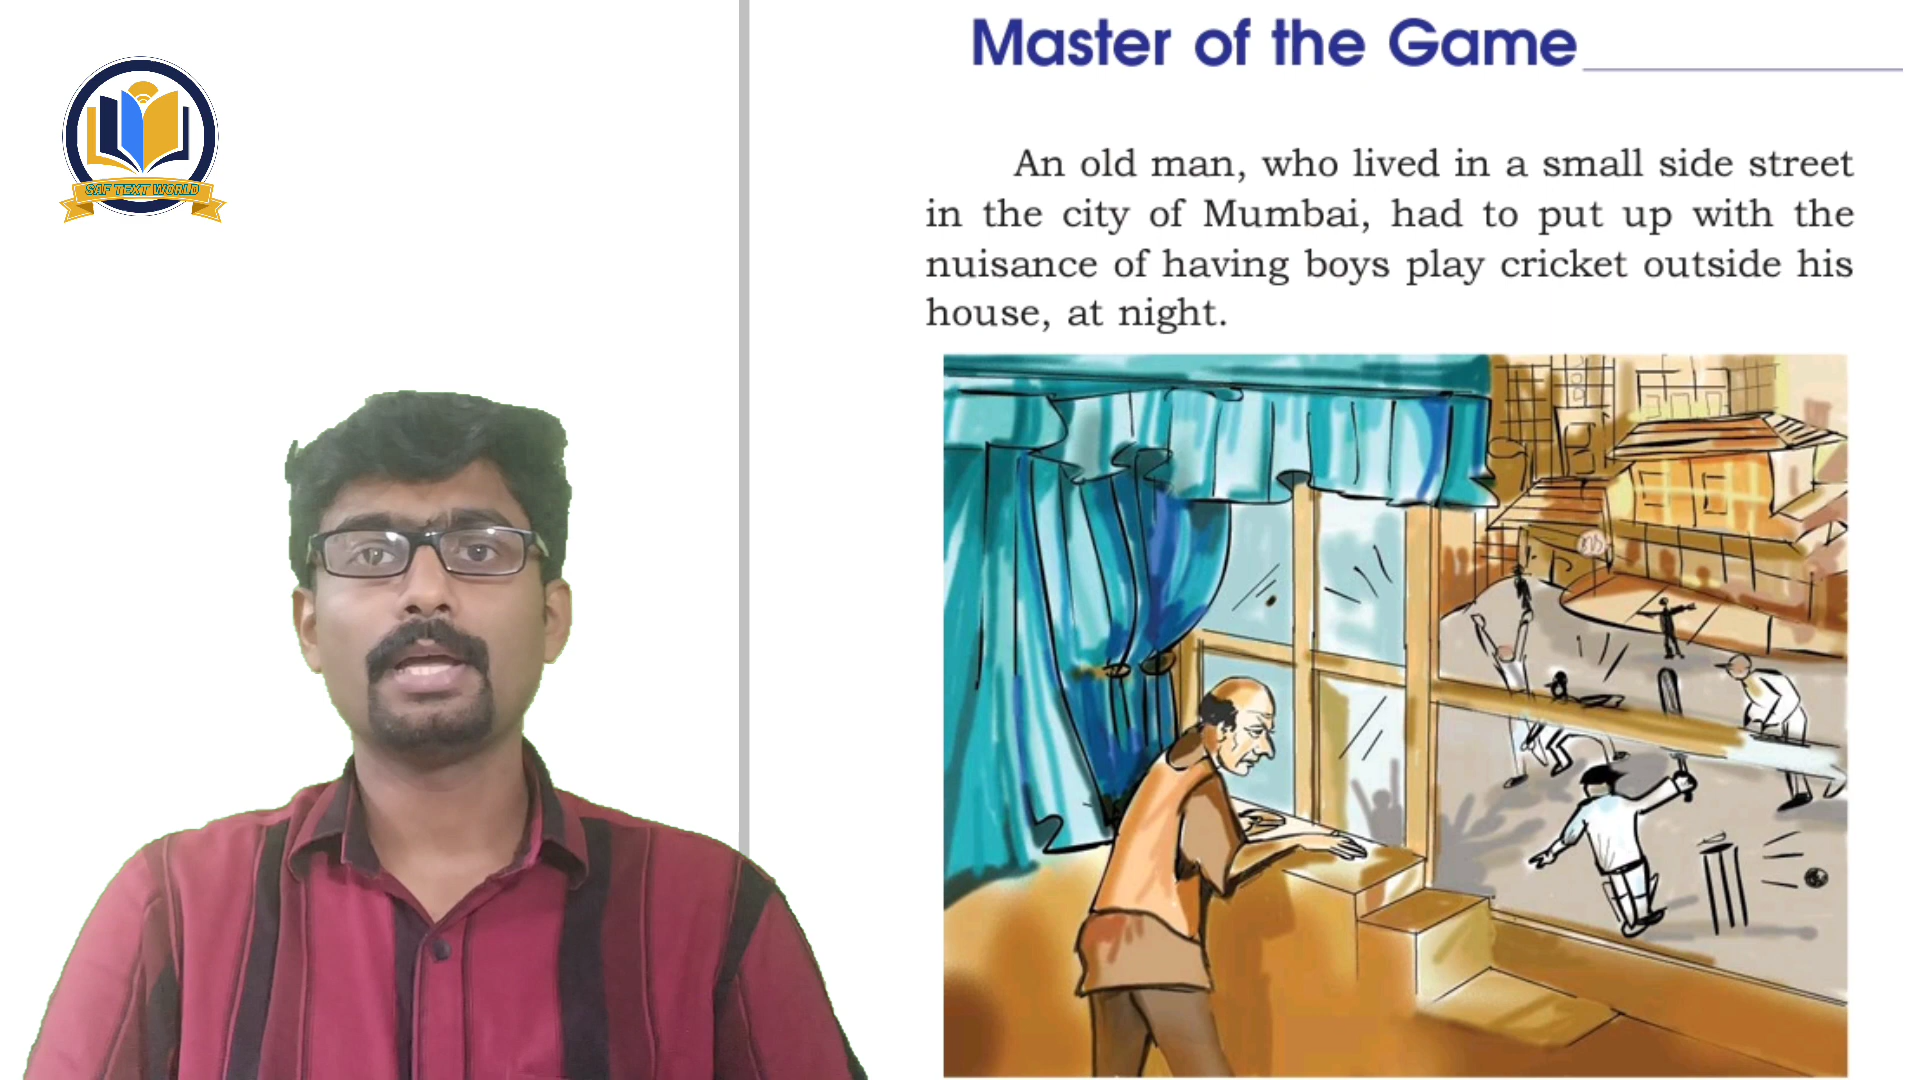 SAF TEXT WORLD
Master of the Game
An old man, who lived in a small side street
in the city of Mumbai, had to put up with the
nuisance of having boys play cricket outside his
house, at night.